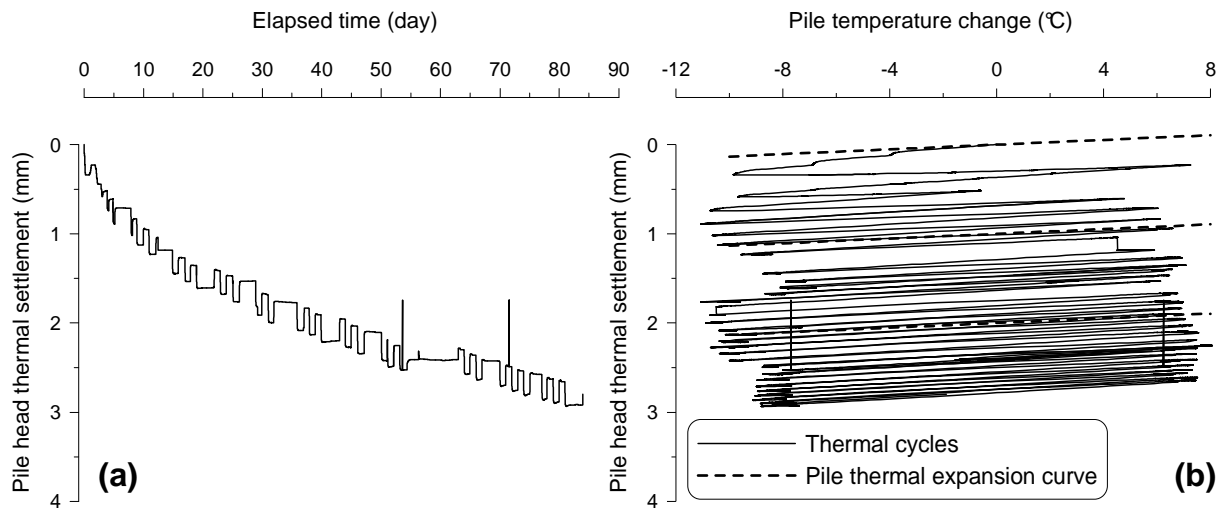 Elapsed time (day)
0 10 20 30 40 50 60 70 80 90
Pile head thermal settlement (mm)
0
1
2
3
4
(a)
Pile temperature change (°C)
-12 -8 -4 0 4 8
Pile head thermal settlement (mm)
0
1
2
3
4
Thermal cycles
Pile thermal expansion curve
(b)